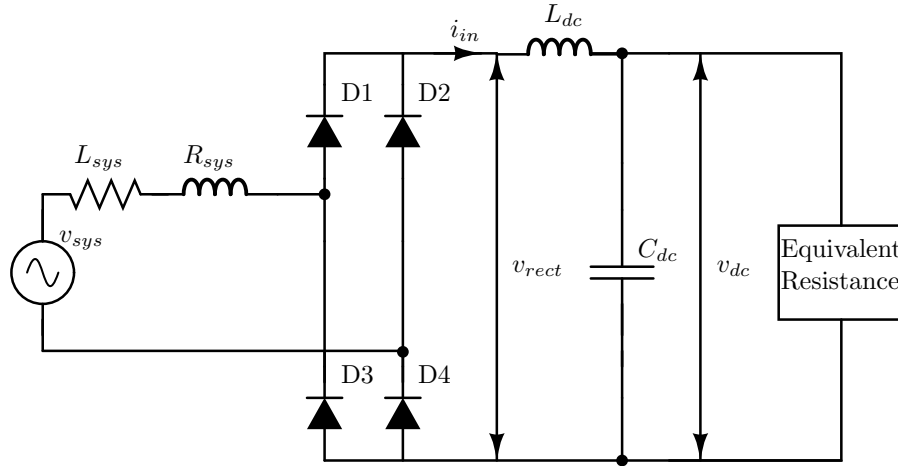 L_dc
i_in
D1
D2
L_sys
R_sys
v_sys
v_rect
C_dc
v_dc
Equivalent
Resistance
D3
D4